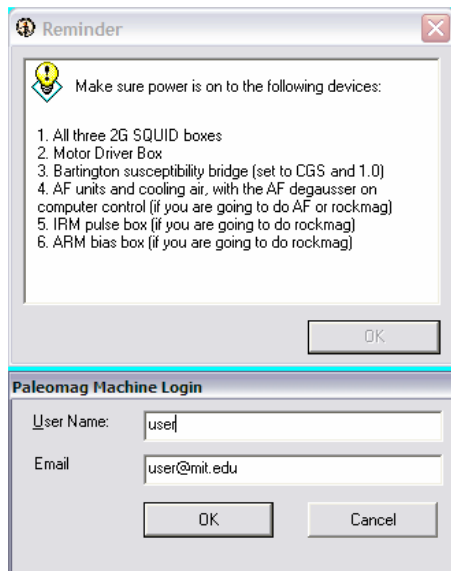 Reminder
Make sure power is on to the following devices:
1. All three 2G SQUID boxes
2. Motor Driver Box
3. Bartington susceptibility bridge (set to CGS and 1.0)
4. AF units and cooling air, with the AF degausser on
computer control (if you are going to do AF or rockmag)
5. IRM pulse box (if you are going to do rockmag)
6. ARM bias box (if you are going to do rockmag)
OK
Paleomag Machine Login
User Name: user
Email user@mit.edu
OK Cancel